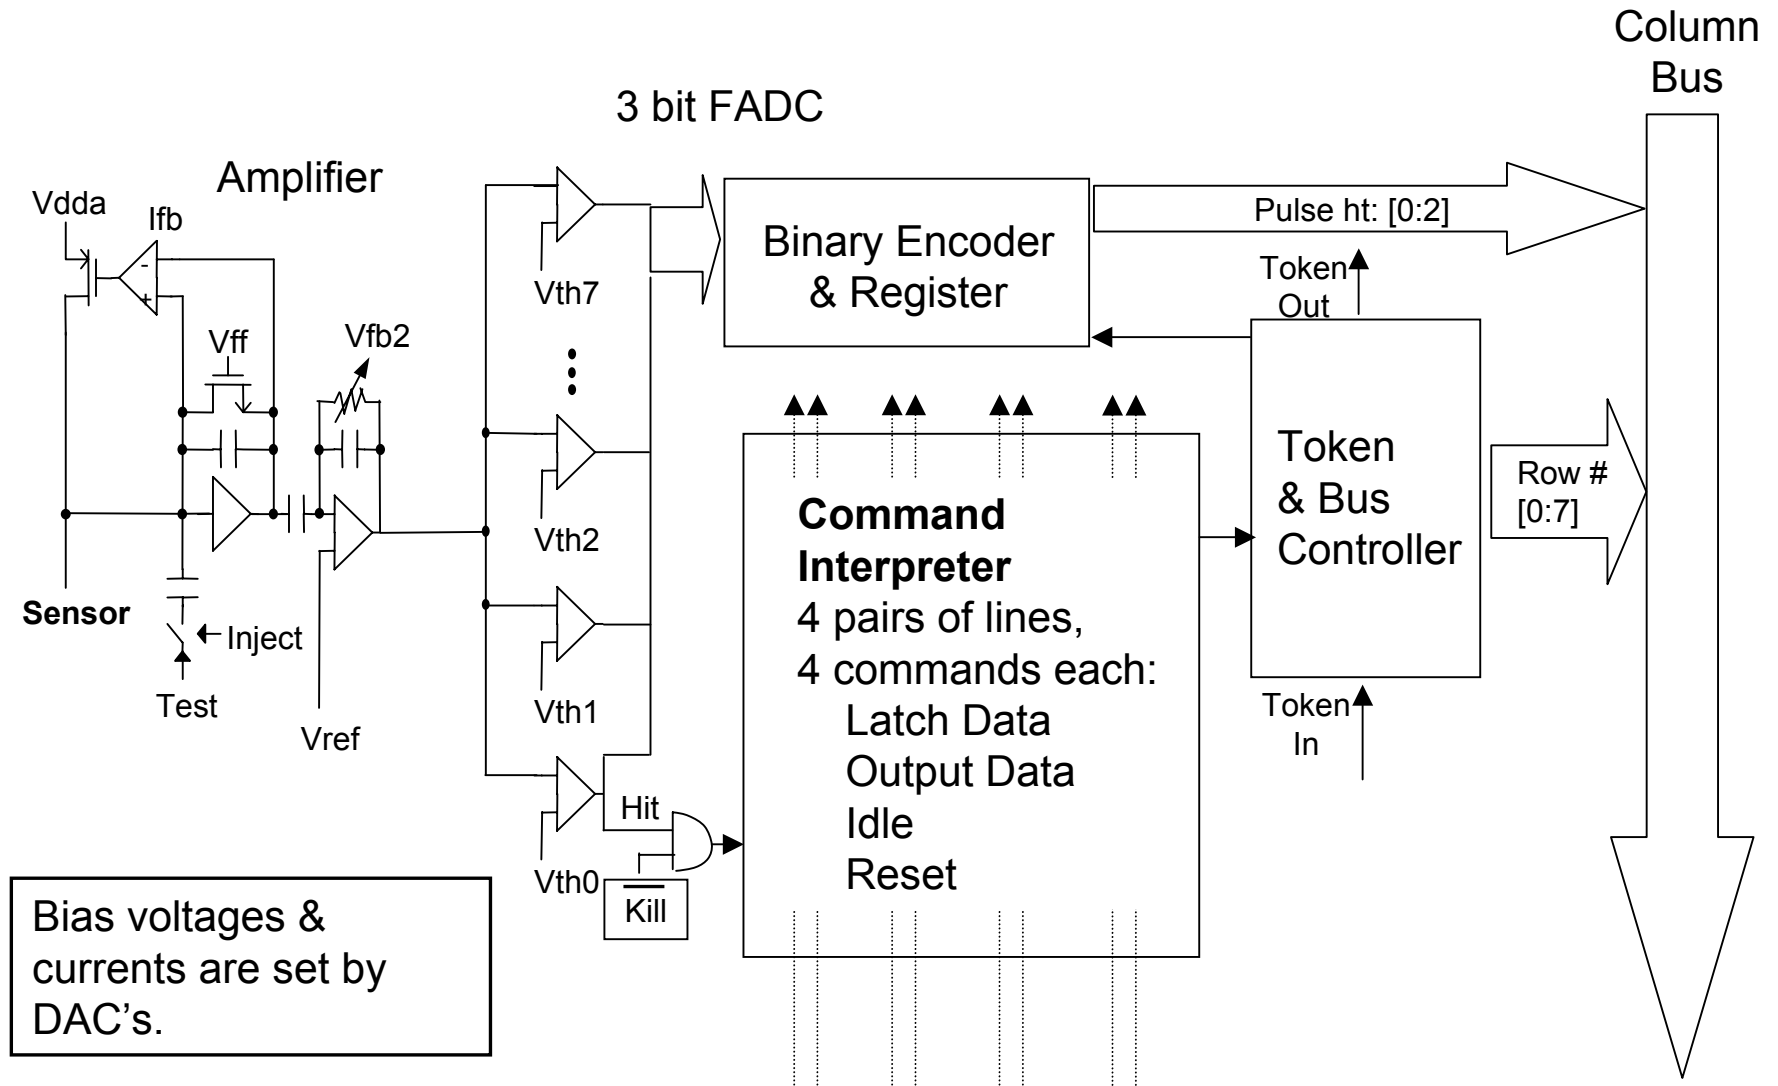 Column
Bus
3 bit FADC
Amplifier
Vdda
Ifb
-
+
Vff
Vfb2
Sensor
Inject
Test
Vref
Vth7
Vth2
Vth1
Vth0
Hit
Kill
Binary Encoder
& Register
Pulse ht: [0:2]
Token
Out
Token
& Bus
Controller
Row #
[0:7]
Token
In
Command
Interpreter
4 pairs of lines,
4 commands each:
Latch Data
Output Data
Idle
Reset
Bias voltages &
currents are set by
DAC’s.